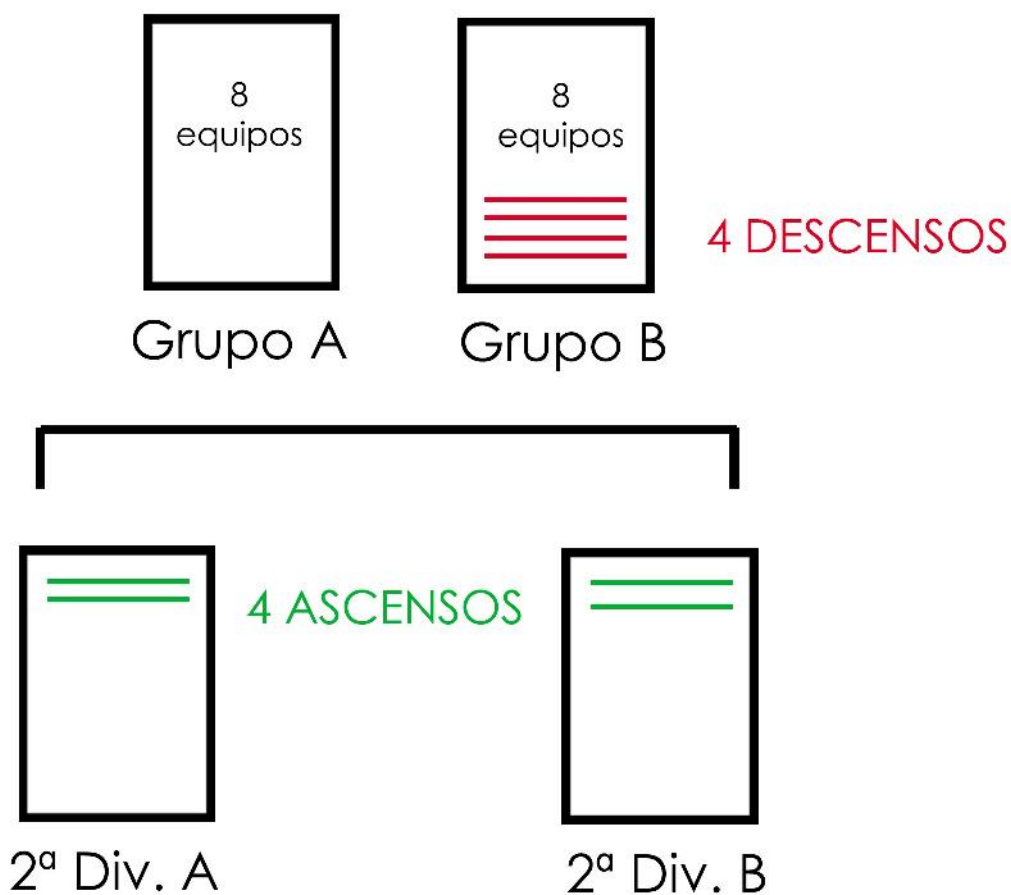 8
equipos
8
equipos
4 DESCENSOS
Grupo A
Grupo B
4 ASCENSOS
2ª Div. A
2ª Div. B